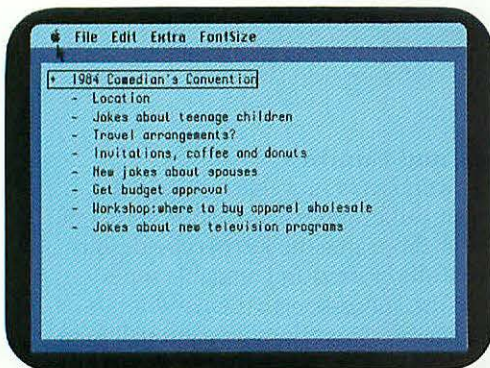 File Edit Extra FontSize
+ 1984 Comedian's Convention
- Location
- Jokes about teenage children
- Travel arrangements?
- Invitations, coffee and donuts
- New jokes about spouses
- Get budget approval
- Workshop:where to buy apparel wholesale
- Jokes about new television programs